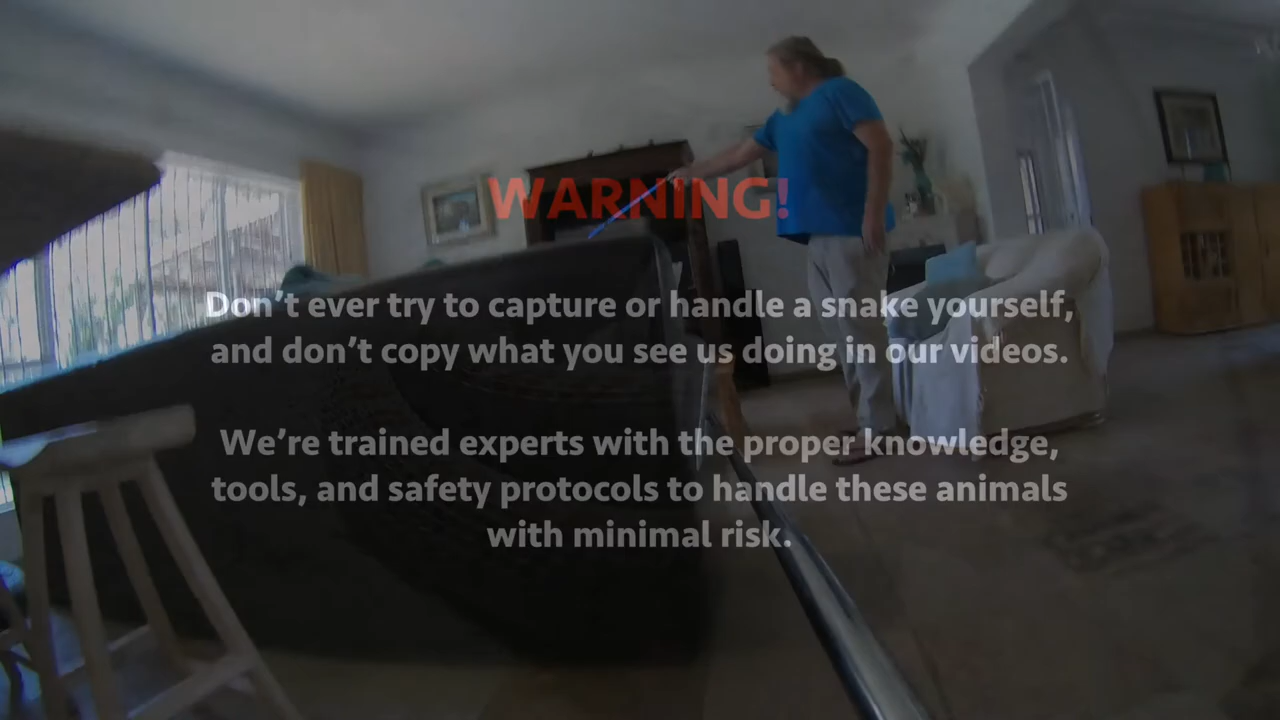 WARNING!
Don't ever try to capture or handle a snake yourself,
and don't copy what you see us doing in our videos.
We're trained experts with the proper knowledge,
tools, and safety protocols to handle these animals
with minimal risk.